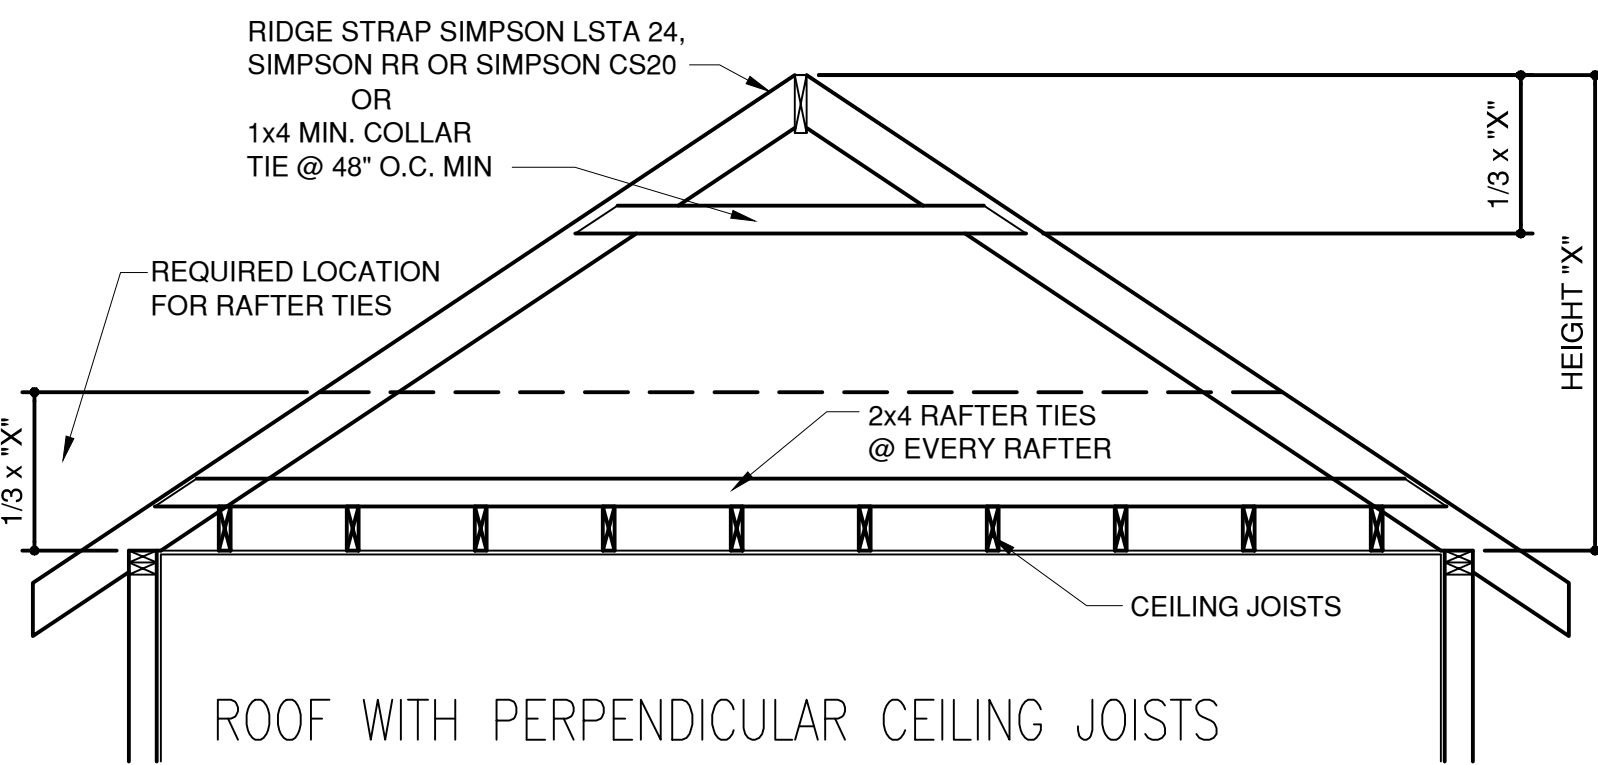 RIDGE STRAP SIMPSON LSTA 24,
SIMPSON RR OR SIMPSON CS20
OR
1x4 MIN. COLLAR
TIE @ 48" O.C. MIN
1/3 x "X"
HEIGHT "X"
REQUIRED LOCATION
FOR RAFTER TIES
1/3 x "X"
2x4 RAFTER TIES
@ EVERY RAFTER
CEILING JOISTS
ROOF WITH PERPENDICULAR CEILING JOISTS